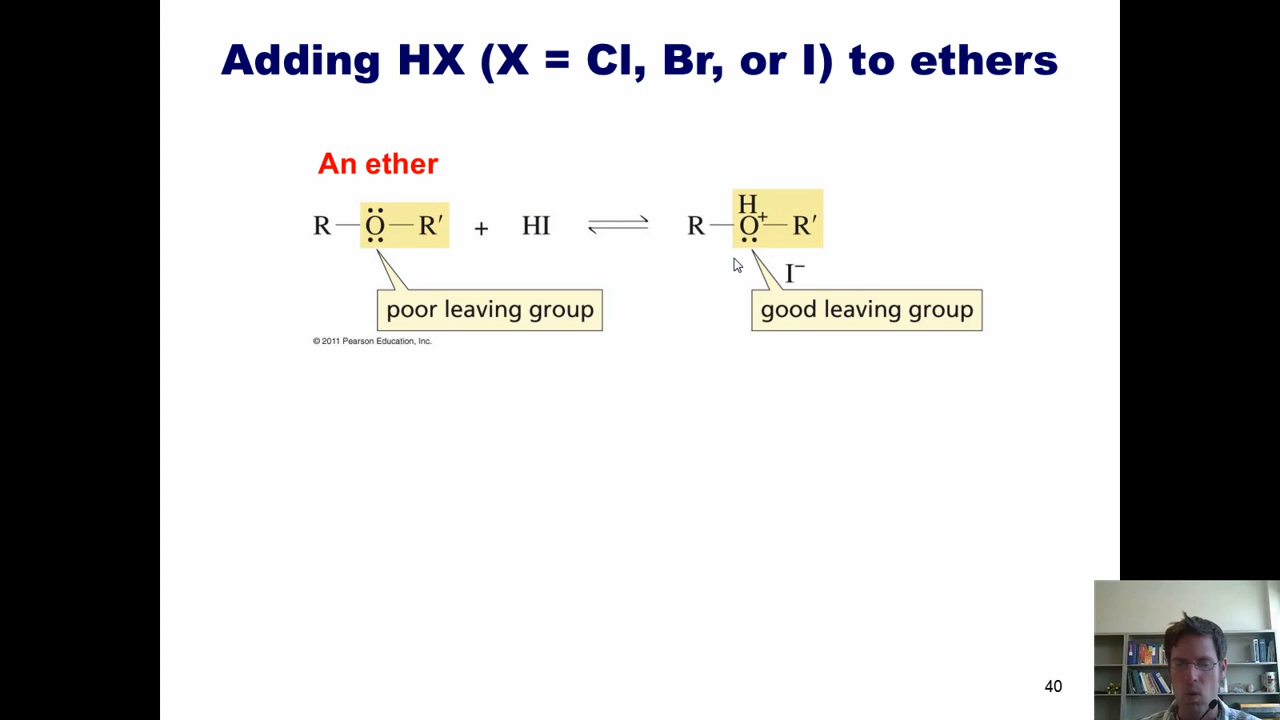 Adding HX (X = Cl, Br, or I) to ethers
An ether
R—Ö—R′ + HI ⇌ R—O—R′
H
+
I⁻
poor leaving group
good leaving group
© 2011 Pearson Education, Inc.
40